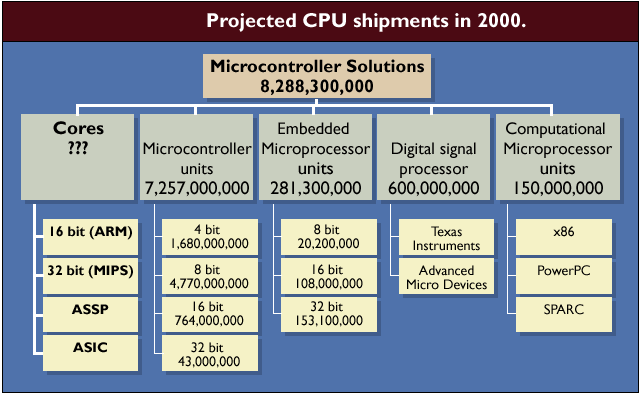 Projected CPU shipments in 2000.
Microcontroller Solutions
8,288,300,000
Cores
???
Microcontroller
units
7,257,000,000
Embedded
Microprocessor
units
281,300,000
Digital signal
processor
600,000,000
Computational
Microprocessor
units
150,000,000
16 bit (ARM)
32 bit (MIPS)
ASSP
ASIC
4 bit
1,680,000,000
8 bit
4,770,000,000
16 bit
764,000,000
32 bit
43,000,000
8 bit
20,200,000
16 bit
108,000,000
32 bit
153,100,000
Texas
Instruments
Advanced
Micro Devices
x86
PowerPC
SPARC